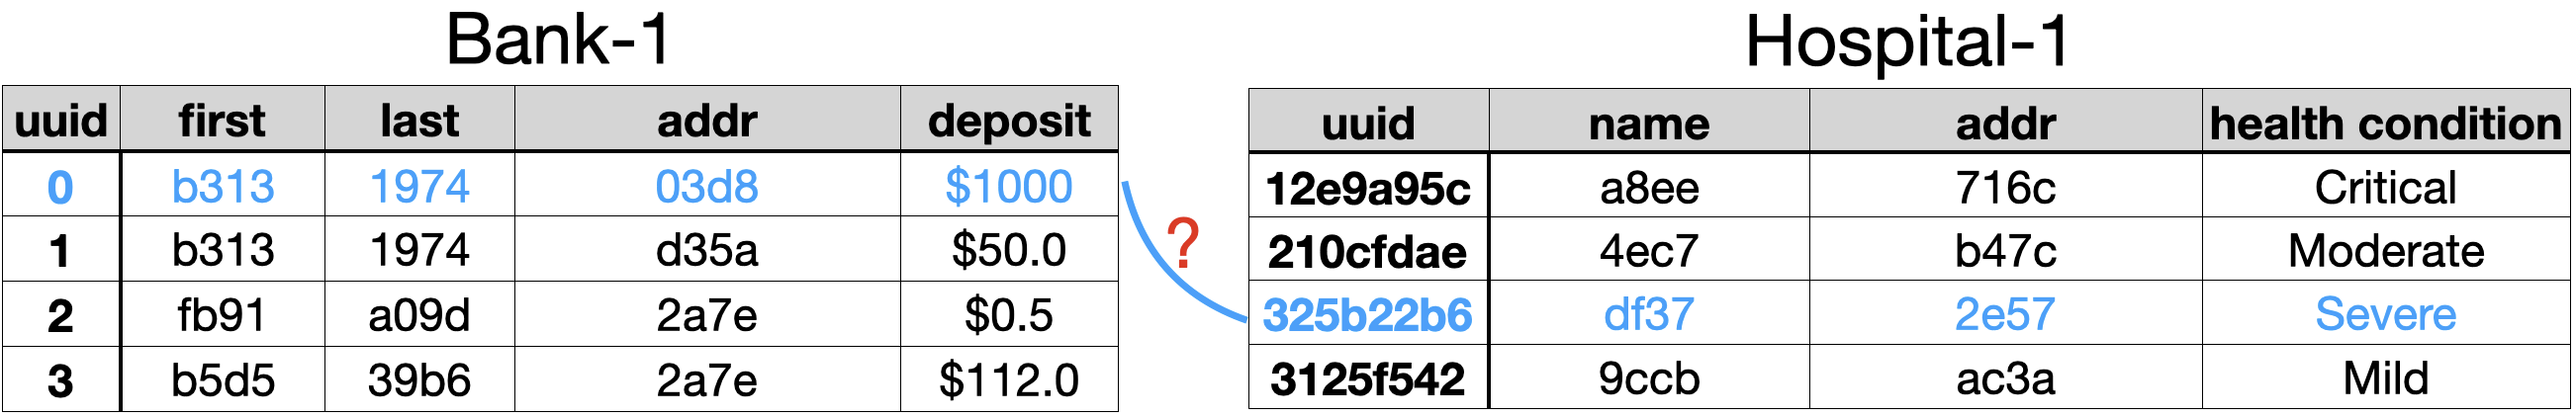 Bank-1
uuid first last addr deposit
0 b313 1974 03d8 $1000
1 b313 1974 d35a $50.0
2 fb91 a09d 2a7e $0.5
3 b5d5 39b6 2a7e $112.0
?
Hospital-1
uuid name addr health condition
12e9a95c a8ee 716c Critical
210cfdae 4ec7 b47c Moderate
325b22b6 df37 2e57 Severe
3125f542 9ccb ac3a Mild